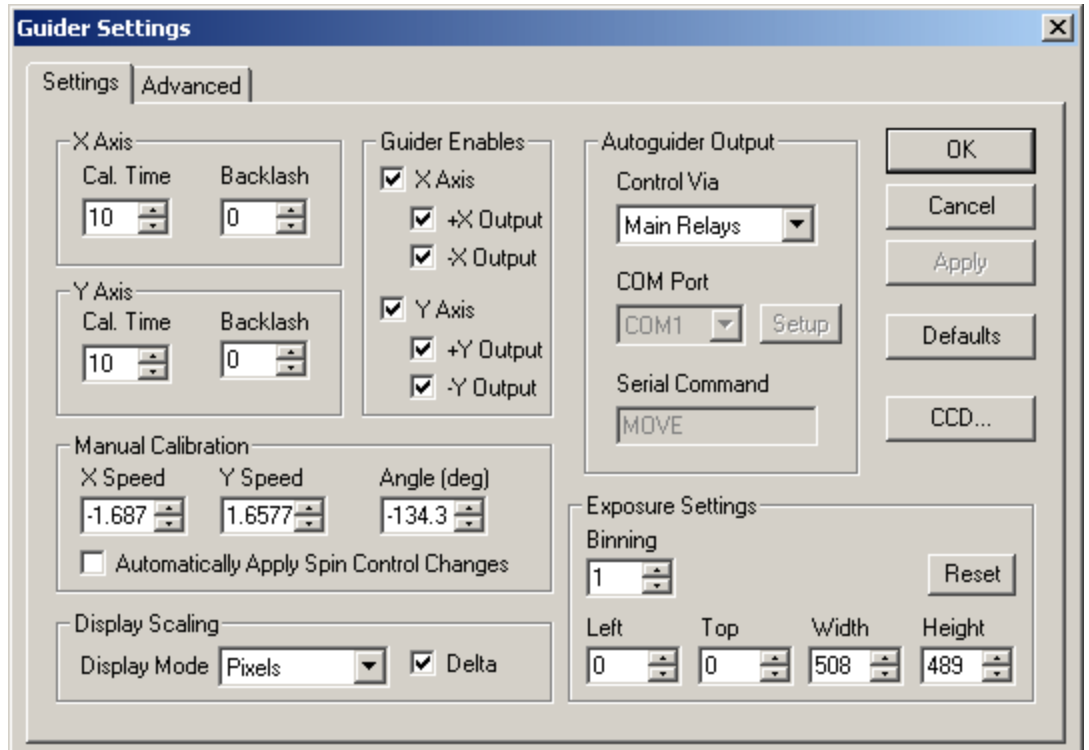 Guider Settings
Settings
Advanced
X Axis
Cal. Time
Backlash
10
0
Y Axis
Cal. Time
Backlash
10
0
Guider Enables
X Axis
+X Output
-X Output
Y Axis
+Y Output
-Y Output
Autoguider Output
Control Via
Main Relays
COM Port
COM1
Setup
Serial Command
MOVE
OK
Cancel
Apply
Defaults
CCD...
Manual Calibration
X Speed
Y Speed
Angle (deg)
-1.687
1.6577
-134.3
Automatically Apply Spin Control Changes
Display Scaling
Display Mode
Pixels
Delta
Exposure Settings
Binning
1
Reset
Left
Top
Width
Height
0
0
508
489